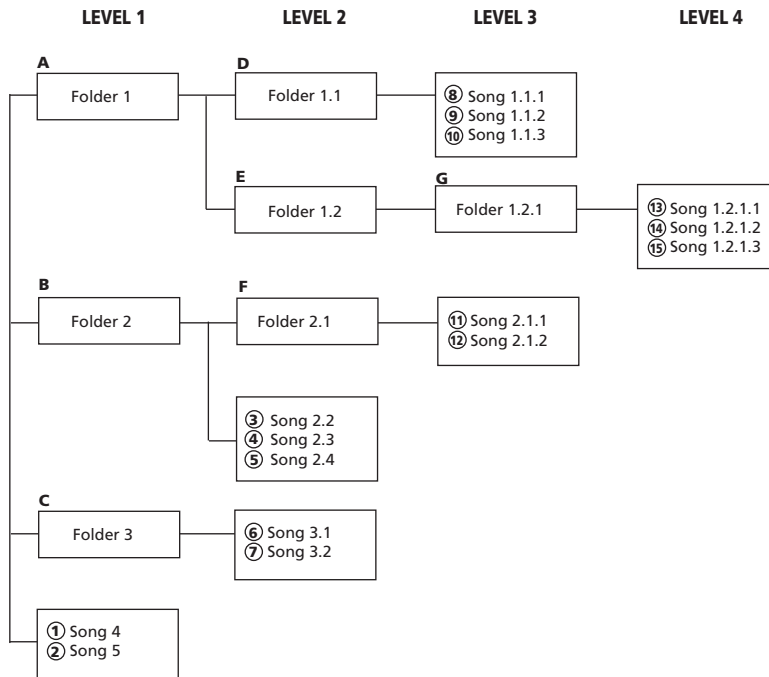 LEVEL 1 LEVEL 2 LEVEL 3 LEVEL 4
A
Folder 1
D
Folder 1.1
8 Song 1.1.1
9 Song 1.1.2
10 Song 1.1.3
E
Folder 1.2
G
Folder 1.2.1
13 Song 1.2.1.1
14 Song 1.2.1.2
15 Song 1.2.1.3
B
Folder 2
F
Folder 2.1
11 Song 2.1.1
12 Song 2.1.2
3 Song 2.2
4 Song 2.3
5 Song 2.4
C
Folder 3
6 Song 3.1
7 Song 3.2
1 Song 4
2 Song 5